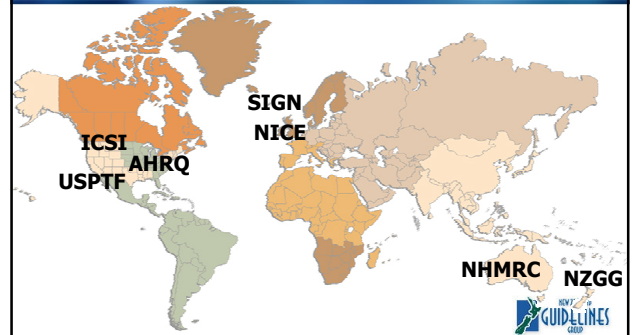 SIGN
NICE
ICSI
AHRQ
USPTF
NHMRC
NZGG
GUIDELINES
GROUP